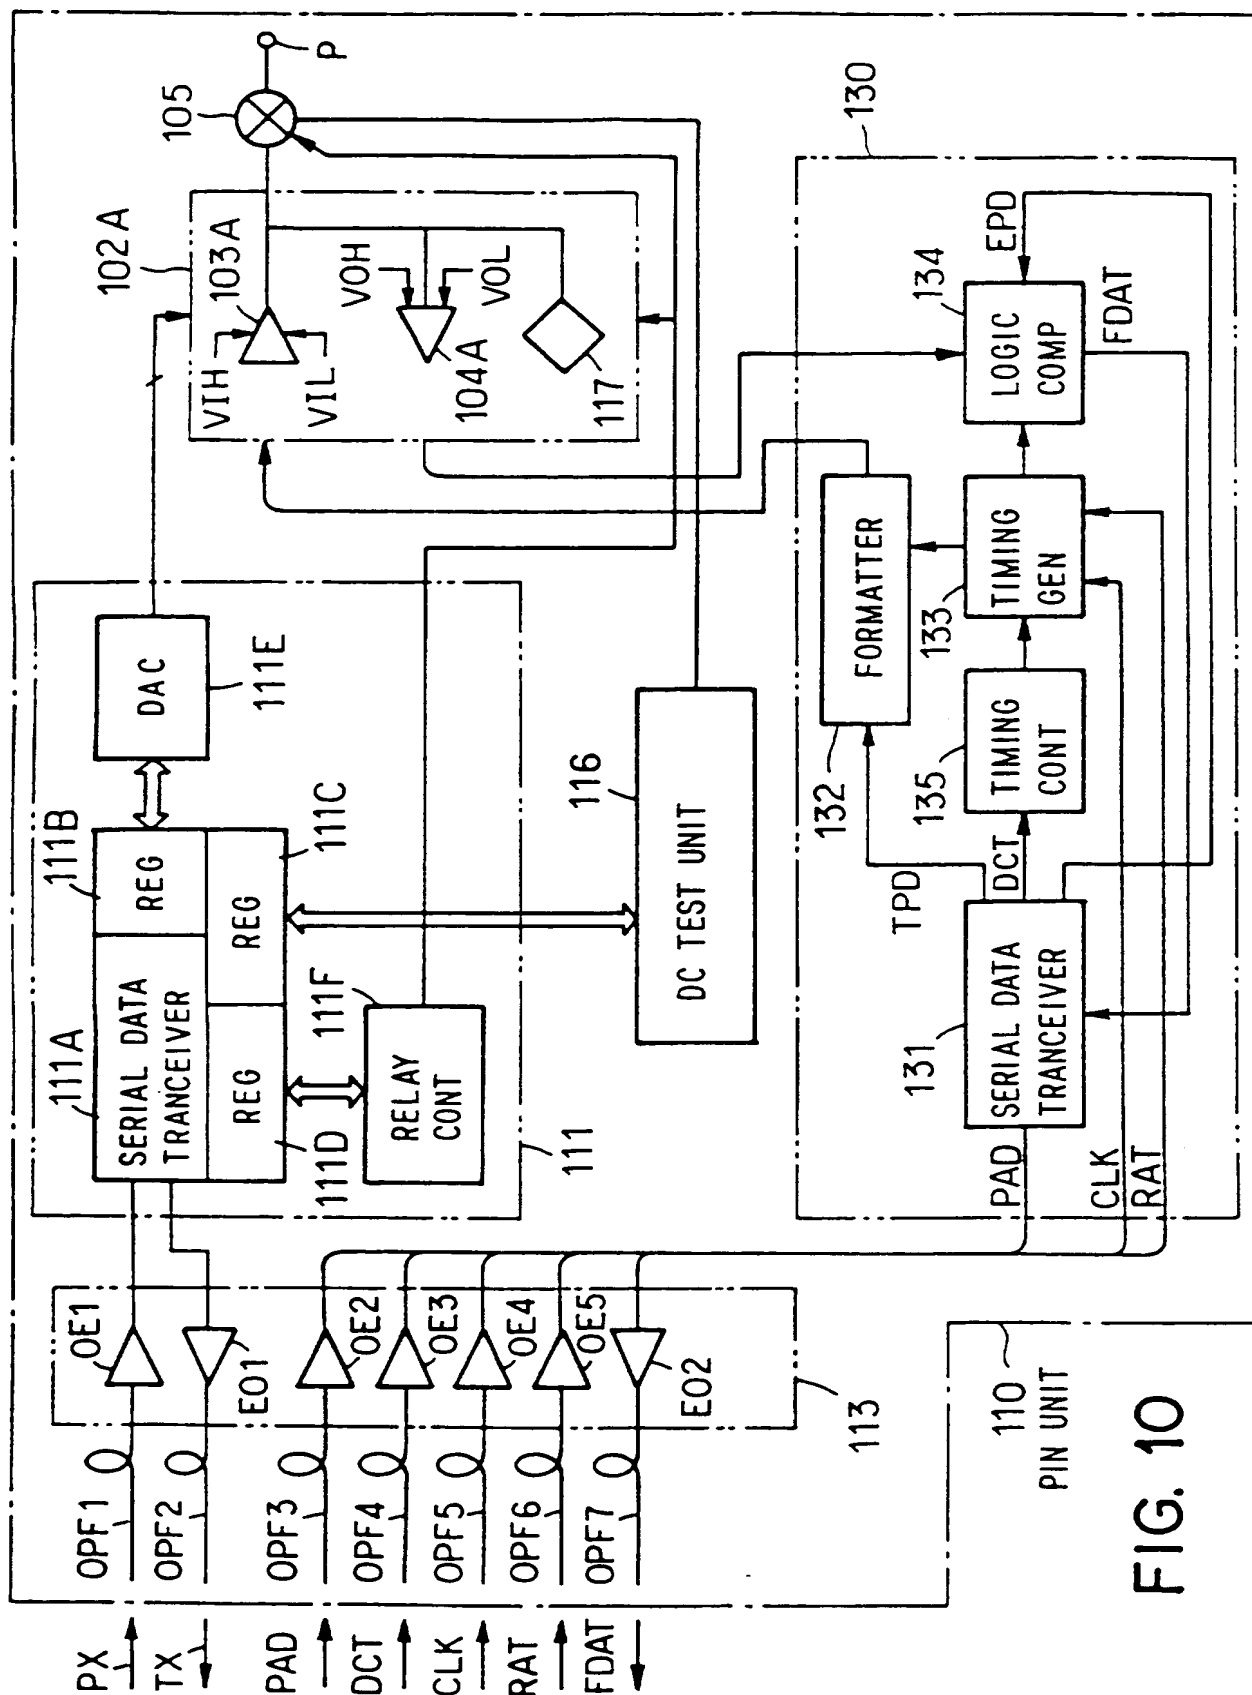 PX
TX
PAD
DCT
CLK
RAT
FDAT
OPF1
OPF2
OPF3
OPF4
OPF5
OPF6
OPF7
OE1
EO1
OE2
OE3
OE4
OE5
EO2
113
111A
SERIAL DATA
TRANCEIVER
111B
REG
REG
111C
REG
111D
DAC
111E
111F
RELAY
CONT
111
116
DC TEST UNIT
102A
VIH
VIL
103A
VOH
VOL
104A
117
105
P
130
PAD
CLK
RAT
131
SERIAL DATA
TRANCEIVER
TPD
DCT
132
FORMATTER
135
TIMING
CONT
133
TIMING
GEN
134
LOGIC
COMP
EPD
FDAT
110
PIN UNIT
FIG. 10